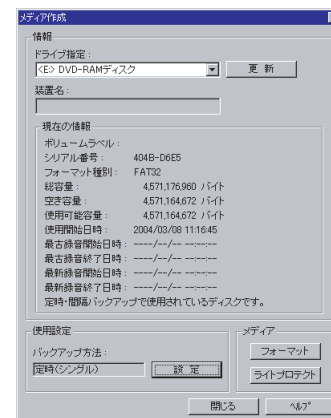 メディア作成
情報
ドライブ指定：
<E> DVD-RAMディスク
更 新
装置名：
現在の情報
ボリュームラベル：
シリアル番号： 404B-D6E5
フォーマット種別： FAT32
総容量： 4,571,176,960 バイト
空き容量： 4,571,164,672 バイト
使用可能容量： 4,571,164,672 バイト
使用開始日時： 2004/03/08 11:16:45
最古録音開始日時： ----/--/-- --:--:--
最古録音終了日時： ----/--/-- --:--:--
最新録音開始日時： ----/--/-- --:--:--
最新録音終了日時： ----/--/-- --:--:--
定時・間隔バックアップで使用されているディスクです。
使用設定
バックアップ方法：
定時(シングル)
設 定
メディア
フォーマット
ライトプロテクト
閉じる
ヘルプ